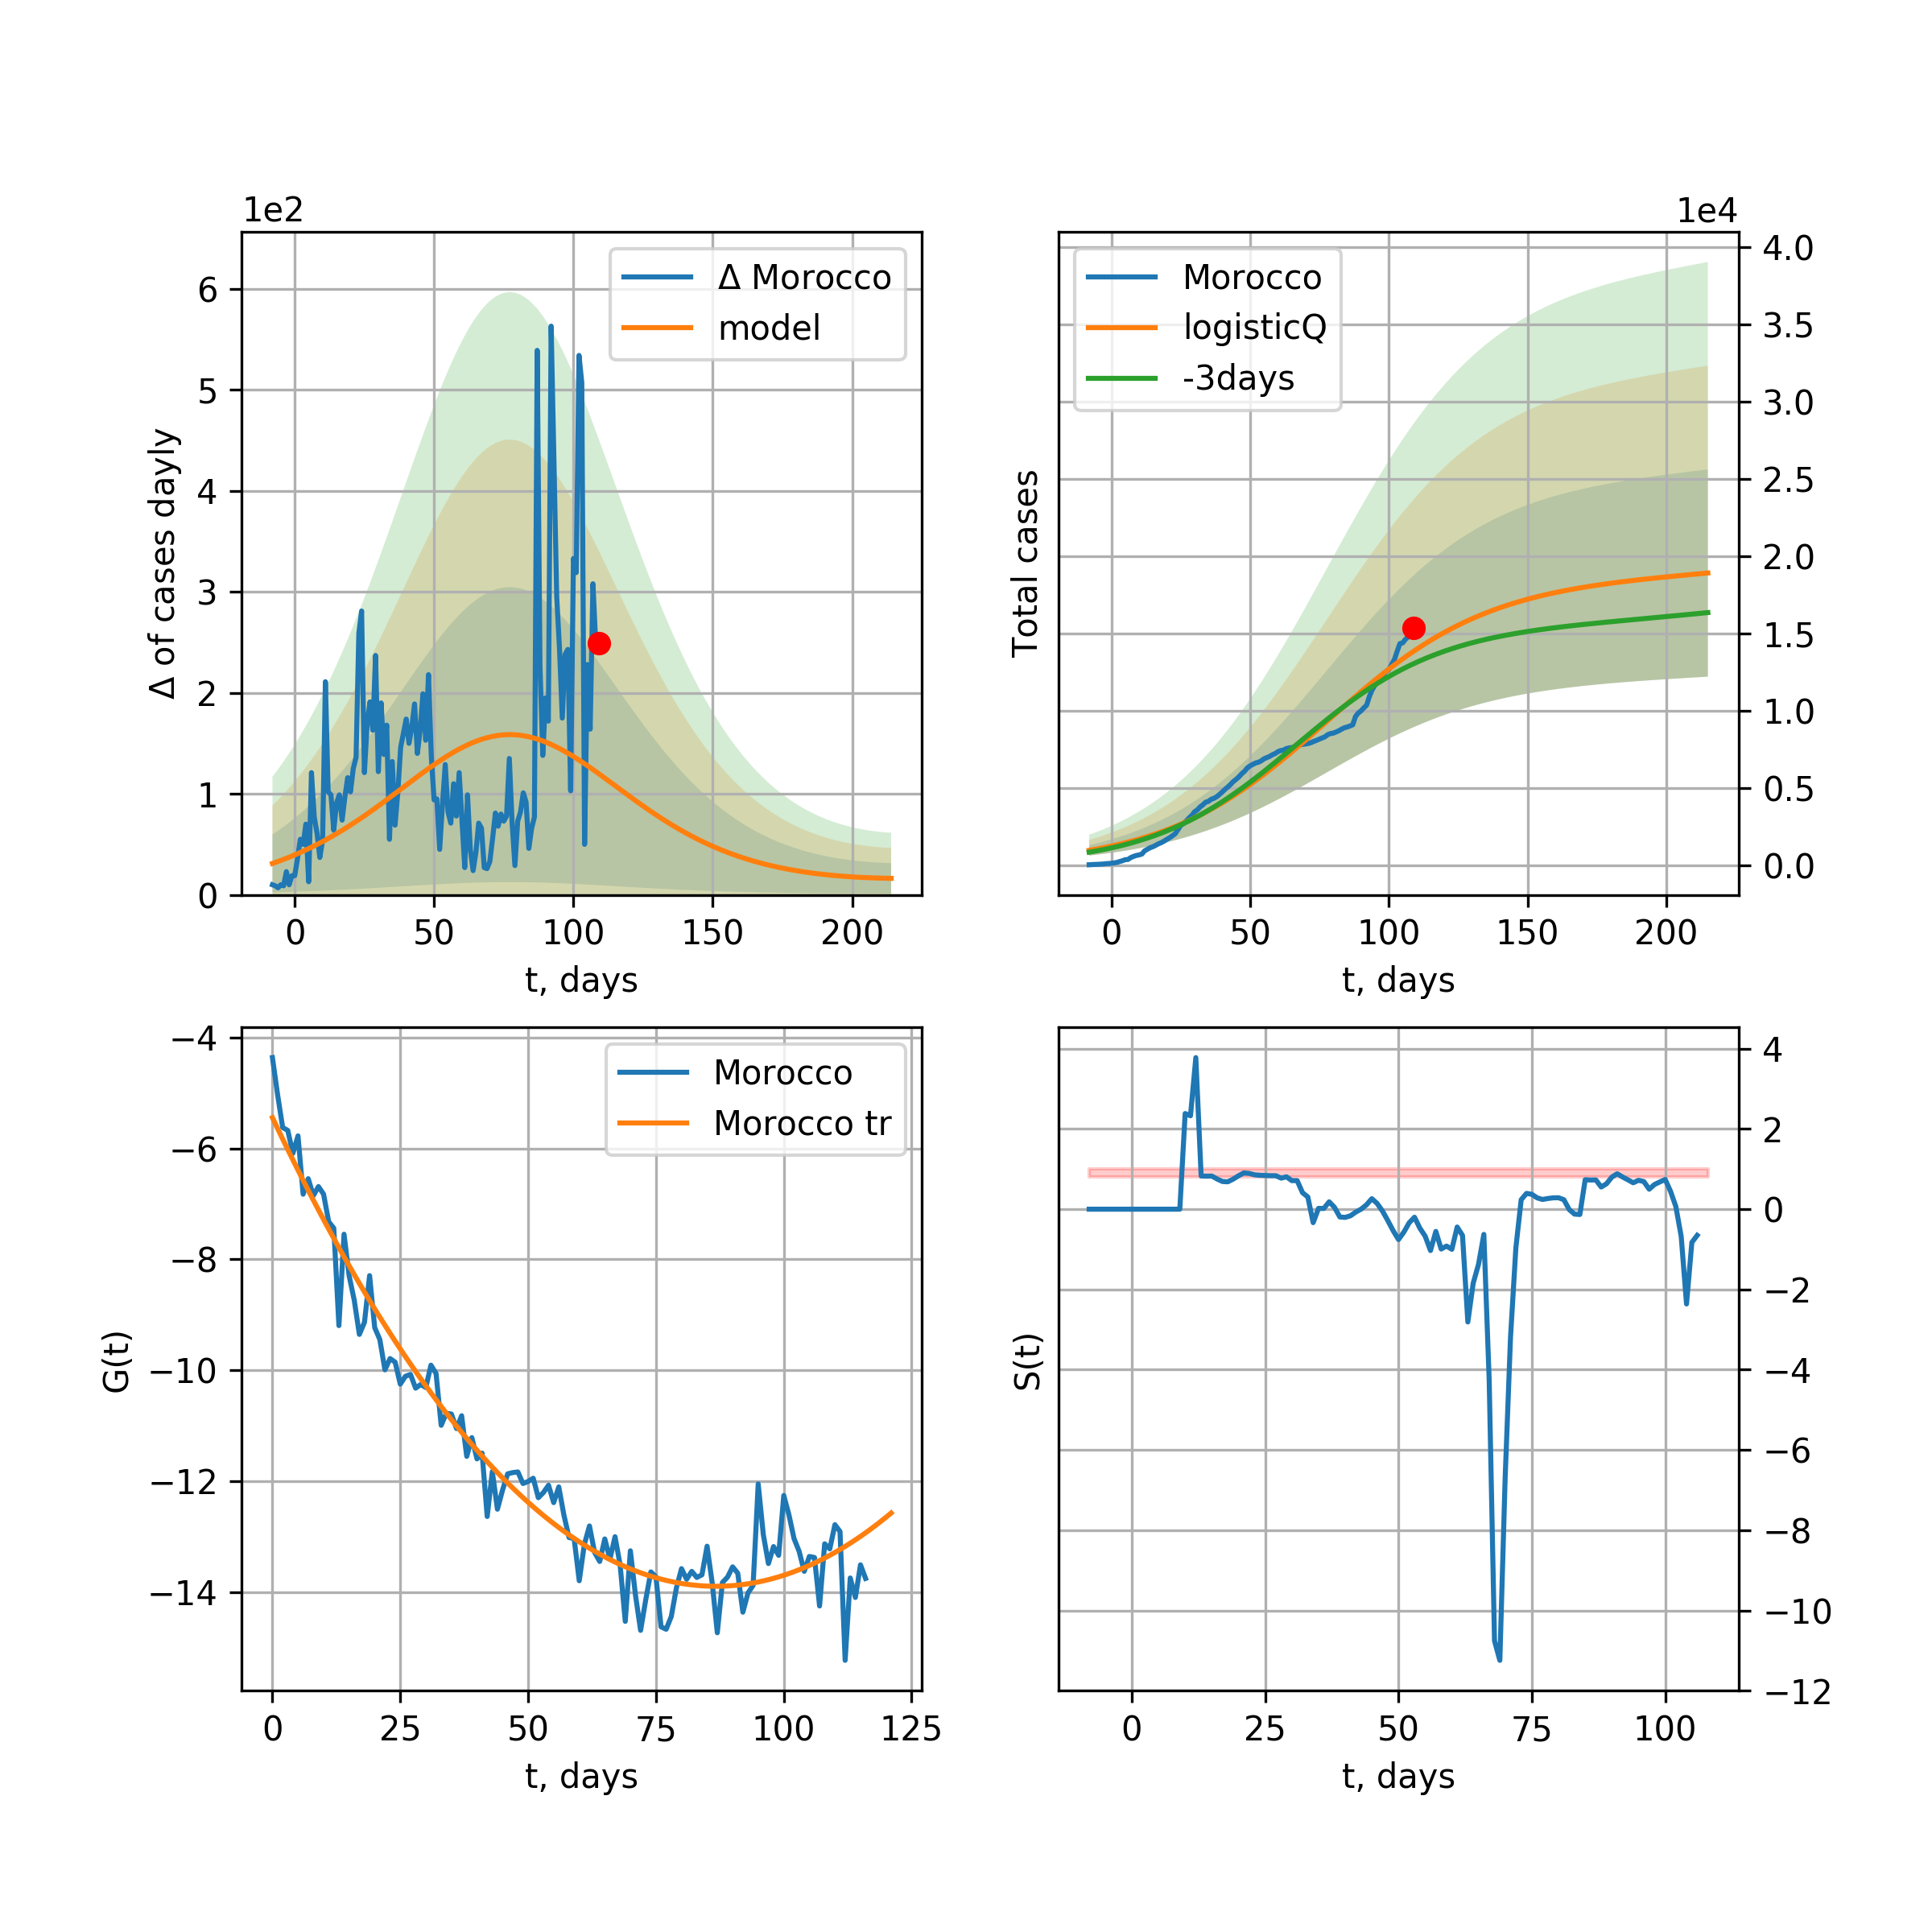 1e2
Δ of cases dayly
6
5
4
3
2
1
0
Δ Morocco
model
0 50 100 150 200
t, days
1e4
Total cases
Morocco
logisticQ
-3days
4.0
3.5
3.0
2.5
2.0
1.5
1.0
0.5
0.0
0 50 100 150 200
t, days
G(t)
−4
−6
−8
−10
−12
−14
Morocco
Morocco tr
0 25 50 75 100 125
t, days
S(t)
4
2
0
−2
−4
−6
−8
−10
−12
0 25 50 75 100
t, days